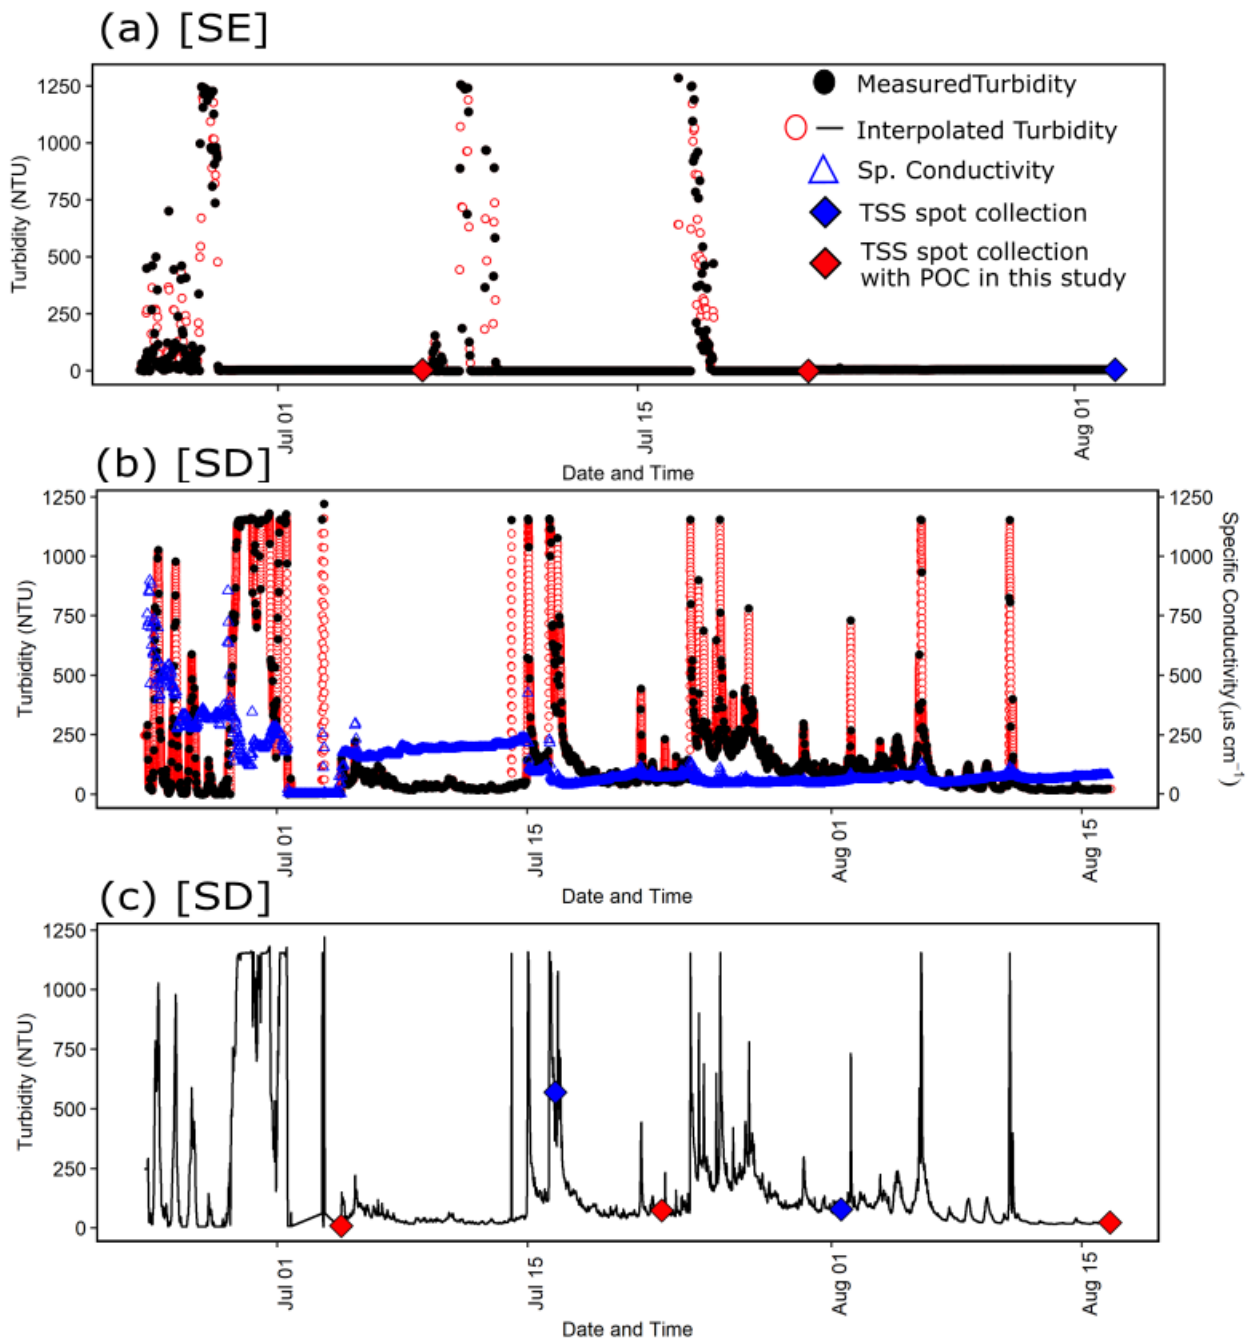 (a) [SE]
1250
1000
750
500
250
0
Turbidity (NTU)
MeasuredTurbidity
Interpolated Turbidity
Sp. Conductivity
TSS spot collection
TSS spot collection
with POC in this study
Jul 01
Jul 15
Aug 01
Date and Time
(b) [SD]
1250
1000
750
500
250
0
Turbidity (NTU)
1250
1000
750
500
250
0
Specific Conductivity (µs cm⁻¹)
Jul 01
Jul 15
Aug 01
Aug 15
Date and Time
(c) [SD]
1250
1000
750
500
250
0
Turbidity (NTU)
Jul 01
Jul 15
Aug 01
Aug 15
Date and Time